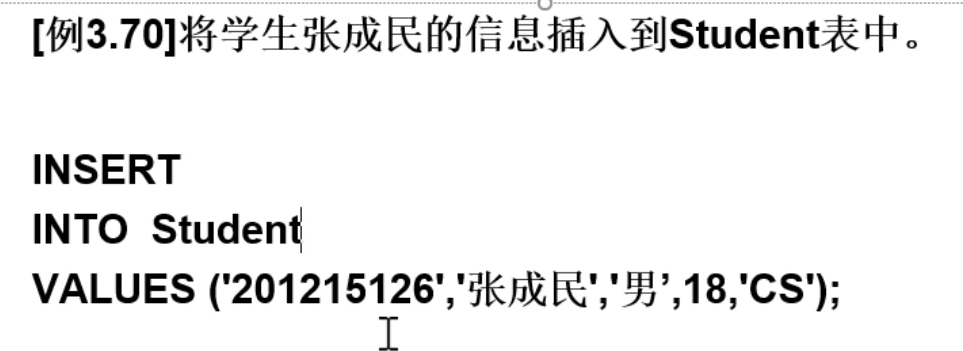 [例3.70]将学生张成民的信息插入到Student表中。
INSERT
INTO Student
VALUES ('201215126','张成民','男’,18,'CS');